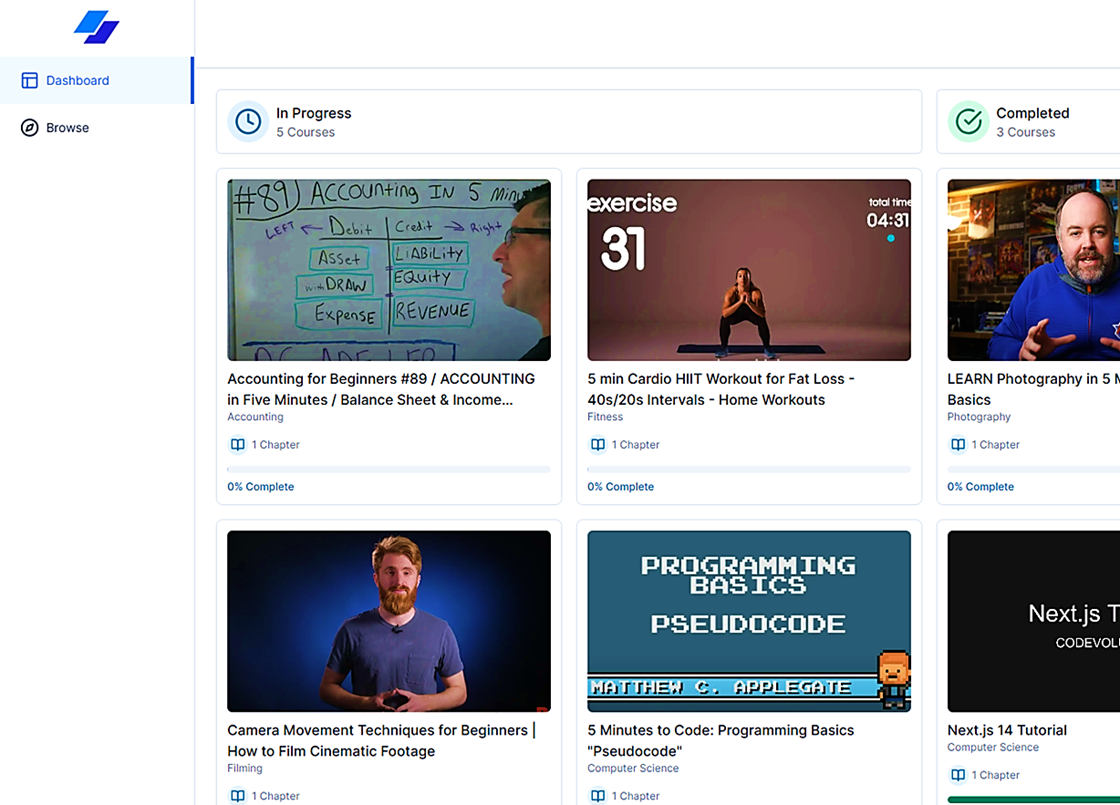 Dashboard
Browse
In Progress
5 Courses
Completed
3 Courses
#89) ACCOUNTING IN 5 Minu
LEFT ← Debit Credit → Right
Asset LIABILITY
withDRAW EQUITY
EXPENSE REVENUE
exercise
31
total time
04:31
FURY
Accounting for Beginners #89 / ACCOUNTING
in Five Minutes / Balance Sheet & Income...
Accounting
1 Chapter
0% Complete
5 min Cardio HIIT Workout for Fat Loss -
40s/20s Intervals - Home Workouts
Fitness
1 Chapter
0% Complete
LEARN Photography in 5 M
Basics
Photography
1 Chapter
0% Complete
PROGRAMMING
BASICS
PSEUDOCODE
MATTHEW C. APPLEGATE
Next.js T
CODEVOLU
Camera Movement Techniques for Beginners |
How to Film Cinematic Footage
Filming
1 Chapter
5 Minutes to Code: Programming Basics
"Pseudocode"
Computer Science
1 Chapter
Next.js 14 Tutorial
Computer Science
1 Chapter